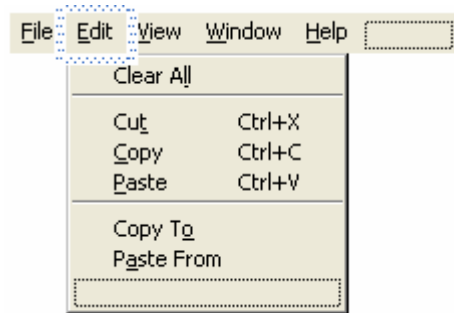 File Edit View Window Help
Clear All
Cut Ctrl+X
Copy Ctrl+C
Paste Ctrl+V
Copy To
Paste From